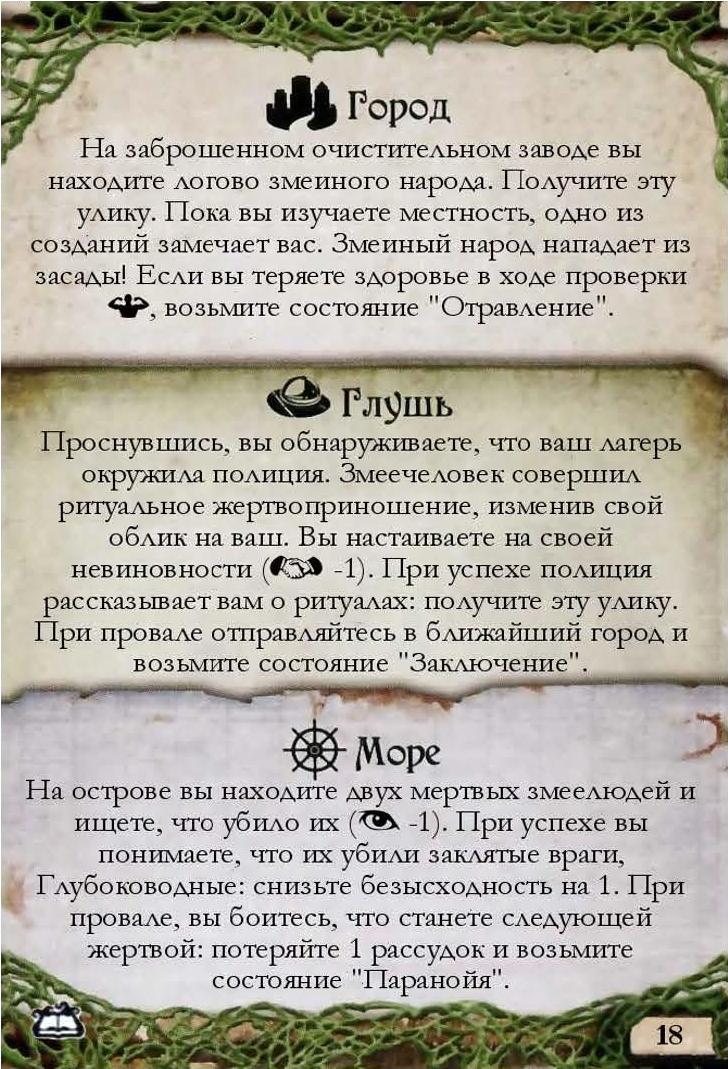 Город
На заброшенном очистительном заводе вы
находите логово змеиного народа. Получите эту
улику. Пока вы изучаете местность, одно из
созданий замечает вас. Змеиный народ нападает из
засады! Если вы теряете здоровье в ходе проверки
, возьмите состояние "Отравление".
Глушь
Проснувшись, вы обнаруживаете, что ваш лагерь
окружила полиция. Змеечеловек совершил
ритуальное жертвоприношение, изменив свой
облик на ваш. Вы настаиваете на своей
невиновности ( -1). При успехе полиция
рассказывает вам о ритуалах: получите эту улику.
При провале отправляйтесь в ближайший город и
возьмите состояние "Заключение".
Море
На острове вы находите двух мертвых змеелюдей и
ищете, что убило их ( -1). При успехе вы
понимаете, что их убили заклятые враги,
Глубоководные: снизьте безысходность на 1. При
провале, вы боитесь, что станете следующей
жертвой: потеряйте 1 рассудок и возьмите
состояние "Паранойя".
18